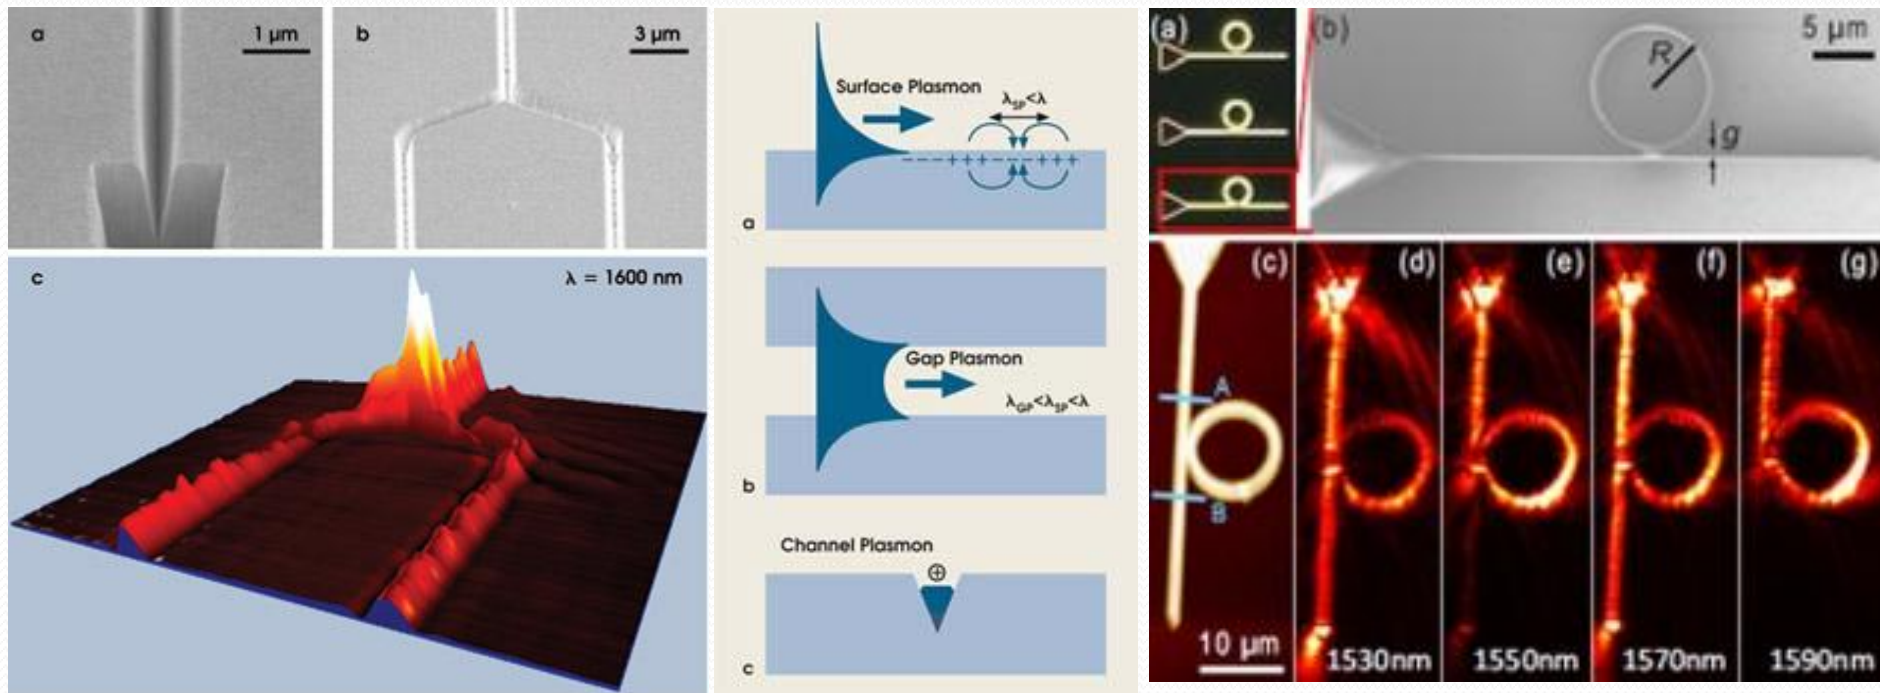 a
1 µm
b
3 µm
c
λ = 1600 nm
Surface Plasmon
λSP<λ
− − − + + + − − − + + +
a
Gap Plasmon
λGP<λSP<λ
b
Channel Plasmon
c
(a)
(b)
5 µm
R
g
(c)
(d)
(e)
(f)
(g)
A
B
10 µm
1530nm
1550nm
1570nm
1590nm